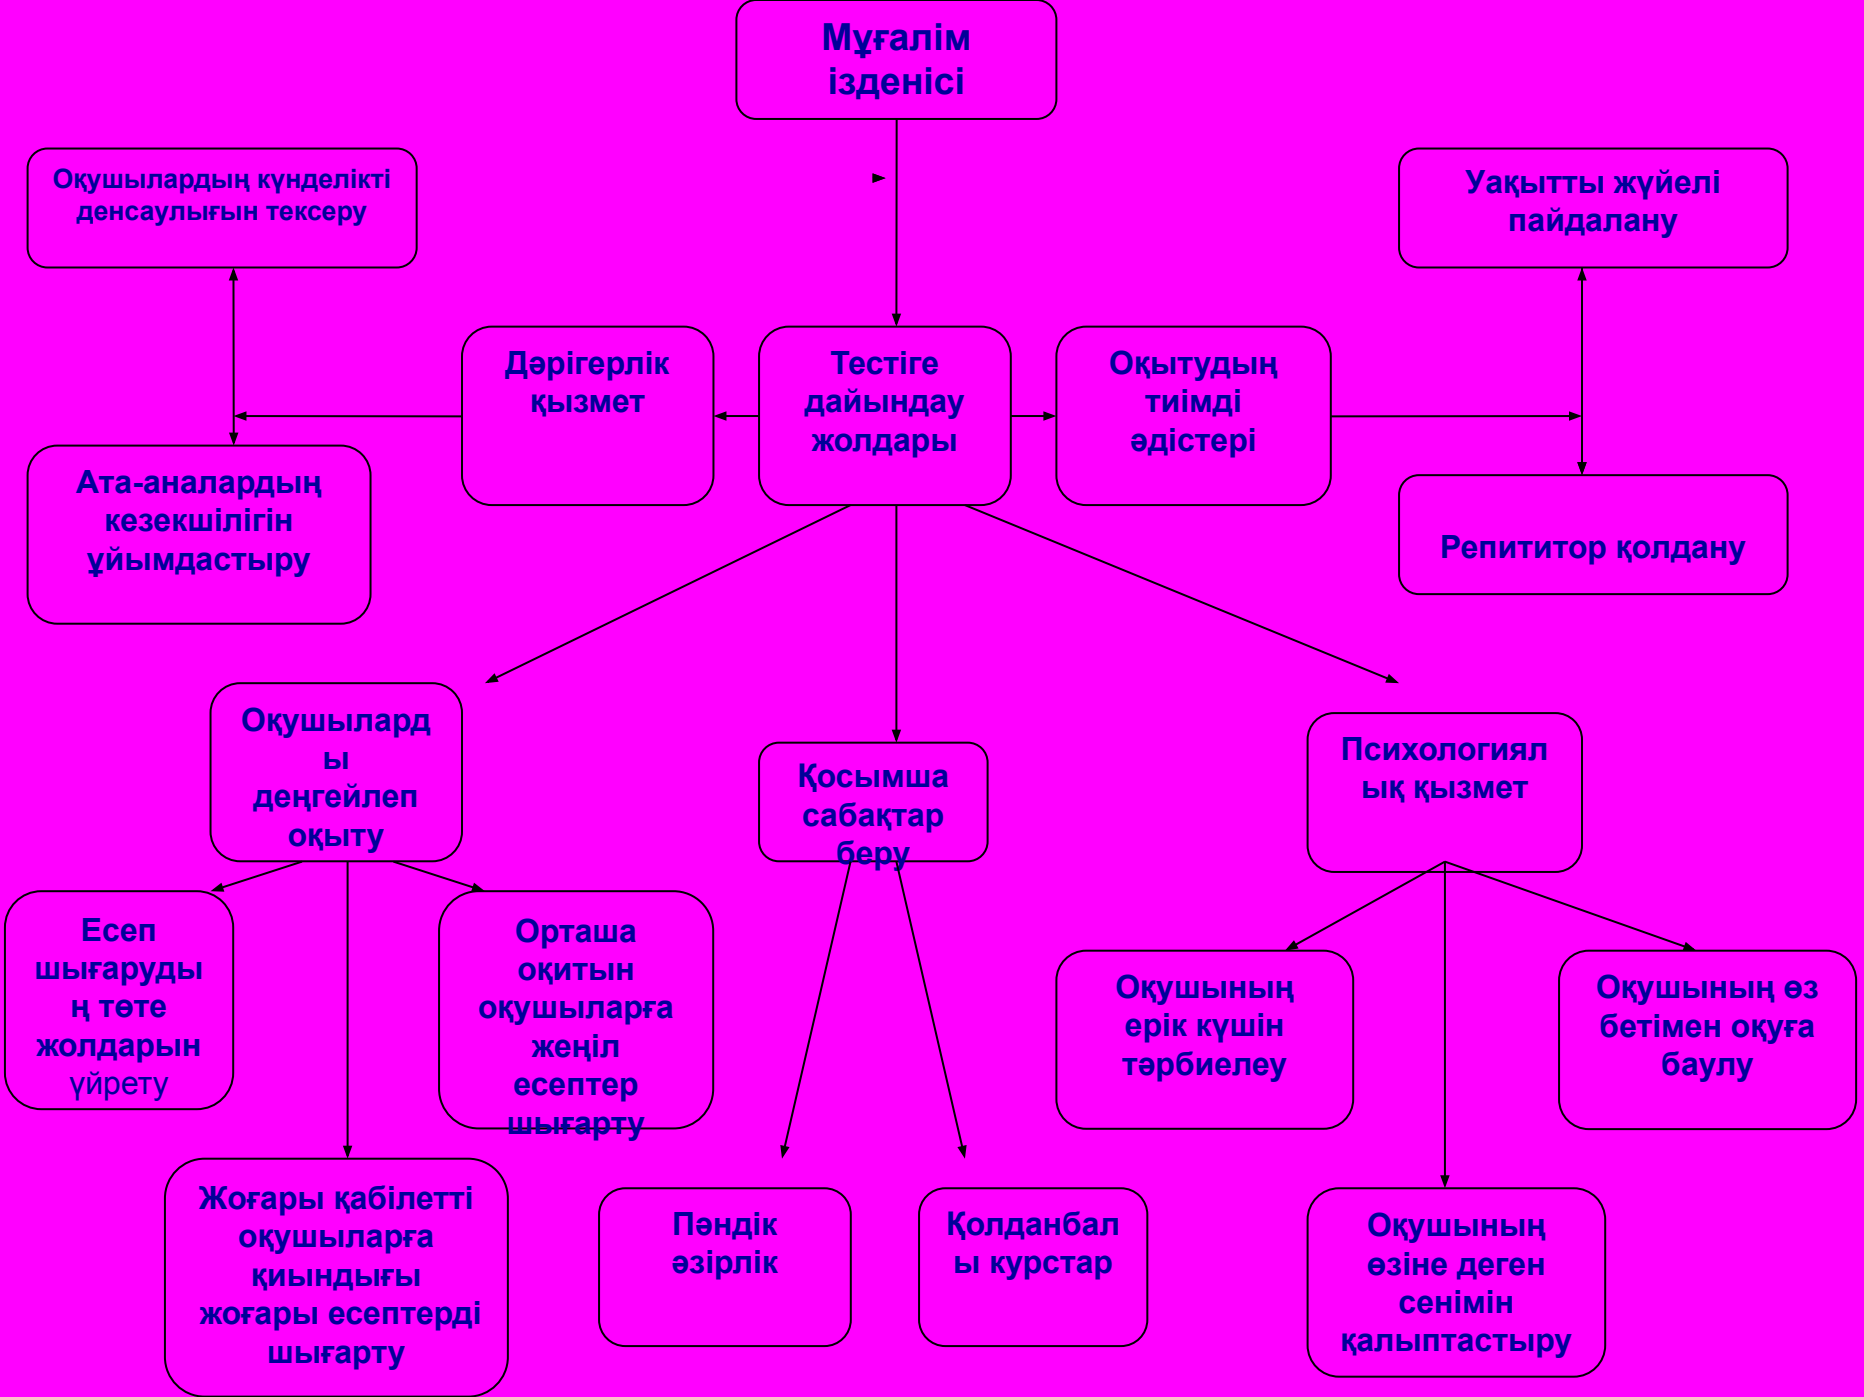 Мұғалім
ізденісі
Оқушылардың күнделікті
денсаулығын тексеру
Уақытты жүйелі
пайдалану
Дәрігерлік
қызмет
Тестіге
дайындау
жолдары
Оқытудың
тиімді
әдістері
Ата-аналардың
кезекшілігін
ұйымдастыру
Репититор қолдану
Оқушылард
ы
деңгейлеп
оқыту
Қосымша
сабақтар
беру
Психологиял
ық қызмет
Есеп
шығаруды
ң төте
жолдарын
үйрету
Орташа
оқитын
оқушыларға
жеңіл
есептер
шығарту
Оқушының
ерік күшін
тәрбиелеу
Оқушының өз
бетімен оқуға
баулу
Жоғары қабілетті
оқушыларға
қиындығы
жоғары есептерді
шығарту
Пәндік
әзірлік
Қолданбал
ы курстар
Оқушының
өзіне деген
сенімін
қалыптастыру